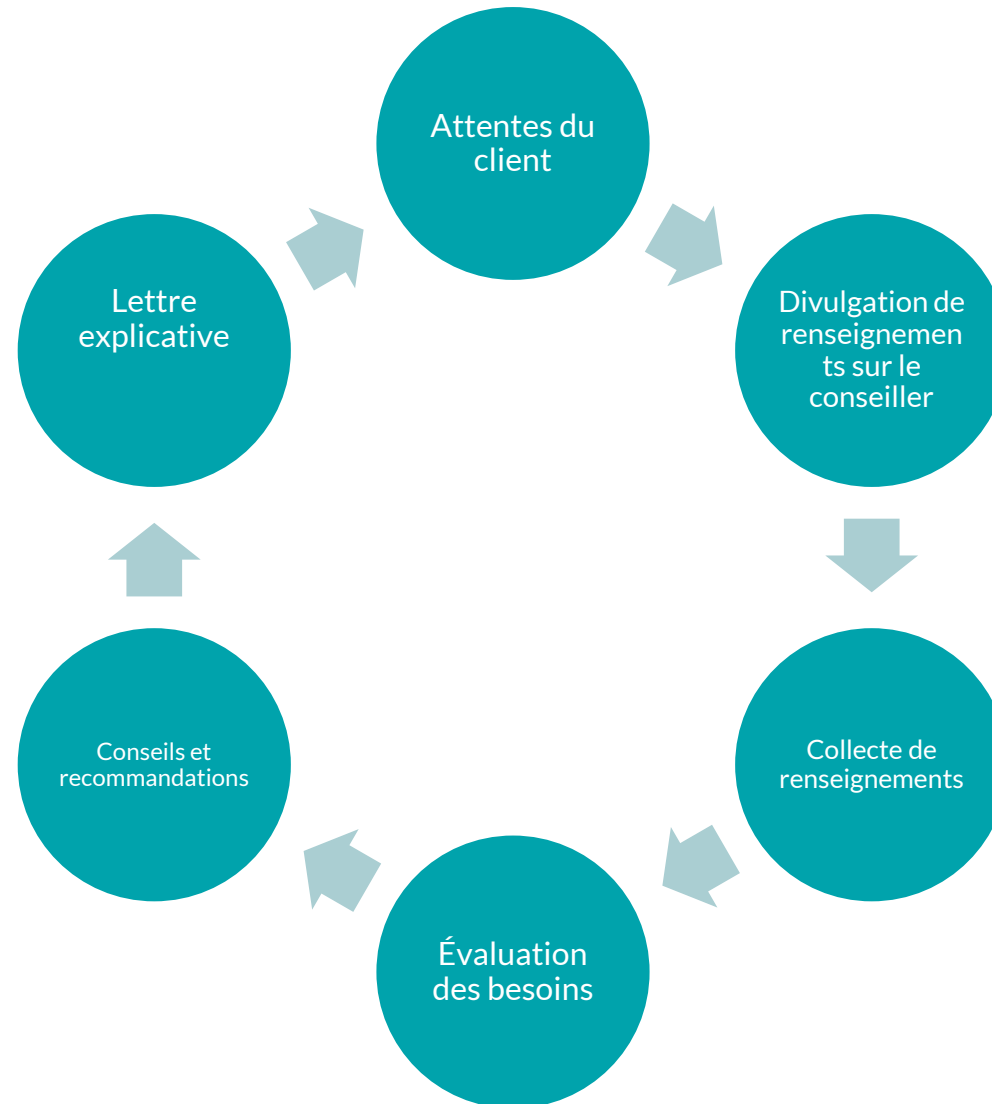 Attentes du
client
Divulgation de
renseignemen
ts sur le
conseiller
Collecte de
renseignements
Évaluation
des besoins
Conseils et
recommandations
Lettre
explicative